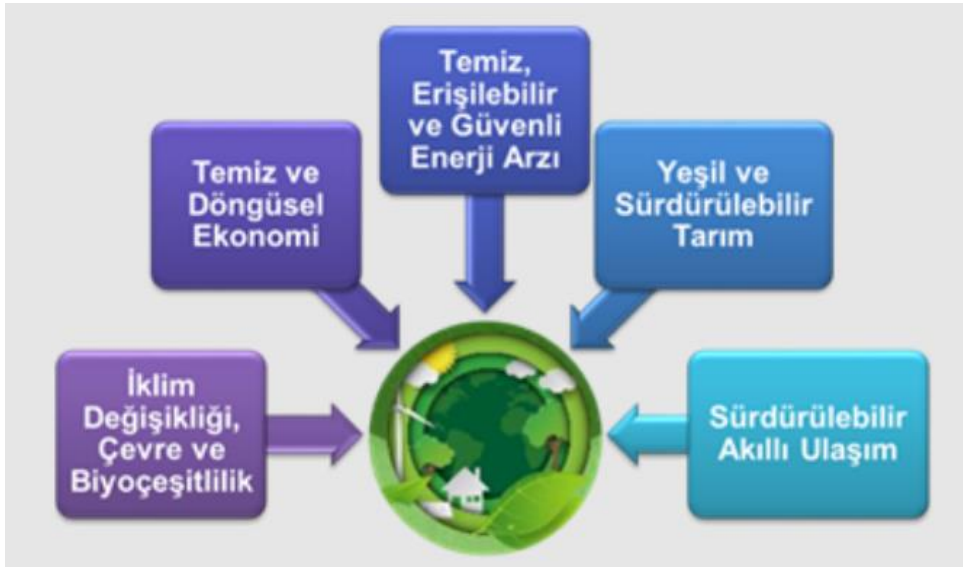 Temiz,
Erişilebilir
ve Güvenli
Enerji Arzı
Temiz ve
Döngüsel
Ekonomi
Yeşil ve
Sürdürülebilir
Tarım
İklim
Değişikliği,
Çevre ve
Biyoçeşitlilik
Sürdürülebilir
Akıllı Ulaşım